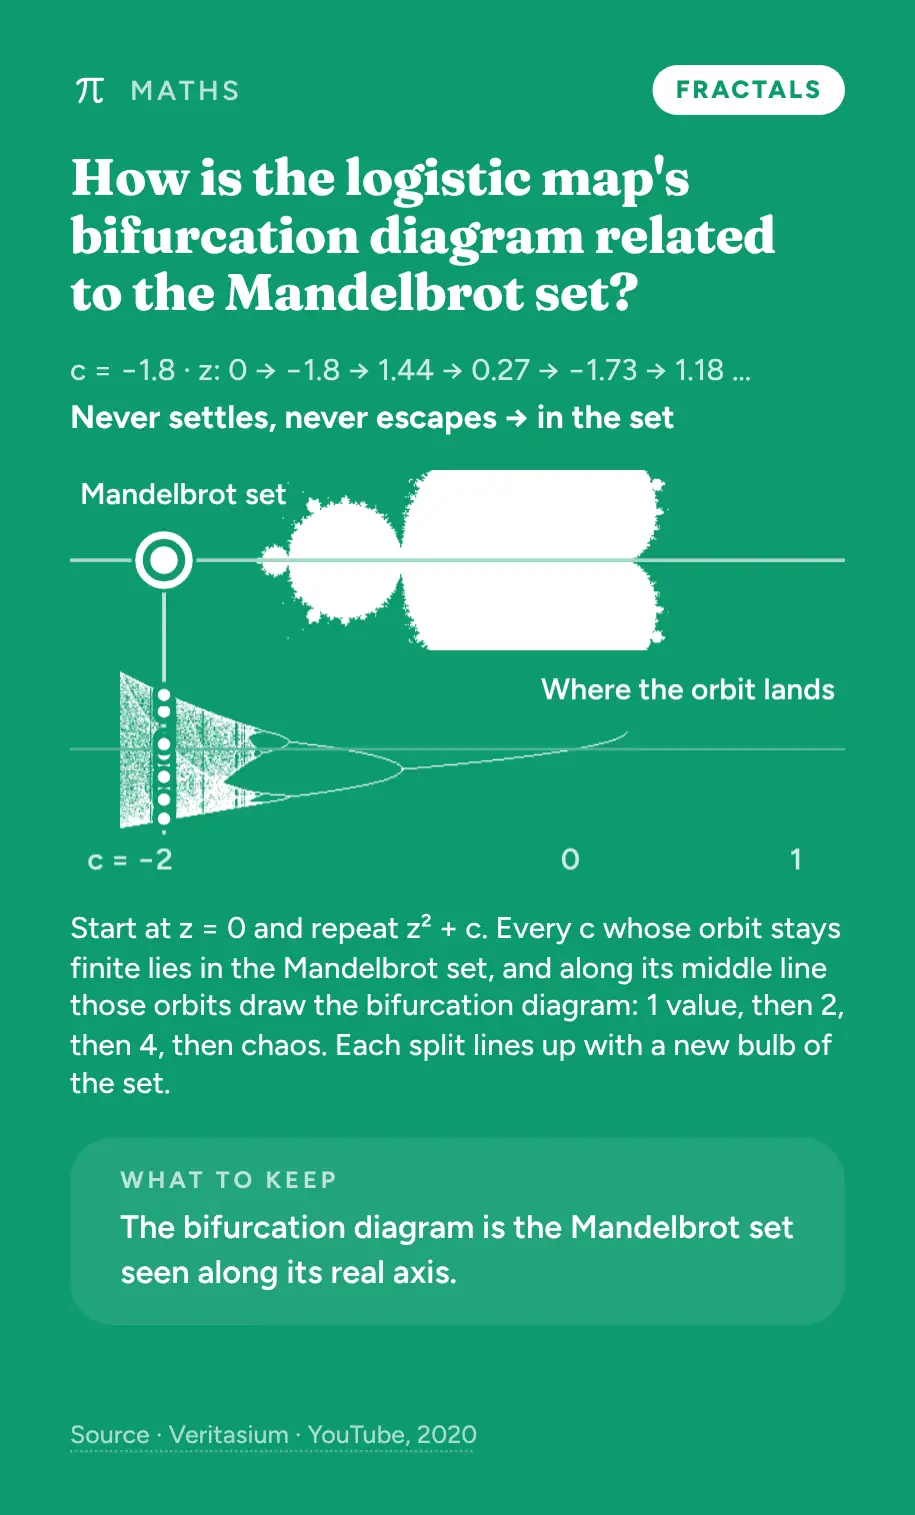 π MATHS
FRACTALS
How is the logistic map's
bifurcation diagram related
to the Mandelbrot set?
c = −1.8 · z: 0 → −1.8 → 1.44 → 0.27 → −1.73 → 1.18 ...
Never settles, never escapes → in the set
Mandelbrot set
Where the orbit lands
c = −2 0 1
Start at z = 0 and repeat z² + c. Every c whose orbit stays
finite lies in the Mandelbrot set, and along its middle line
those orbits draw the bifurcation diagram: 1 value, then 2,
then 4, then chaos. Each split lines up with a new bulb of
the set.
WHAT TO KEEP
The bifurcation diagram is the Mandelbrot set
seen along its real axis.
Source · Veritasium · YouTube, 2020